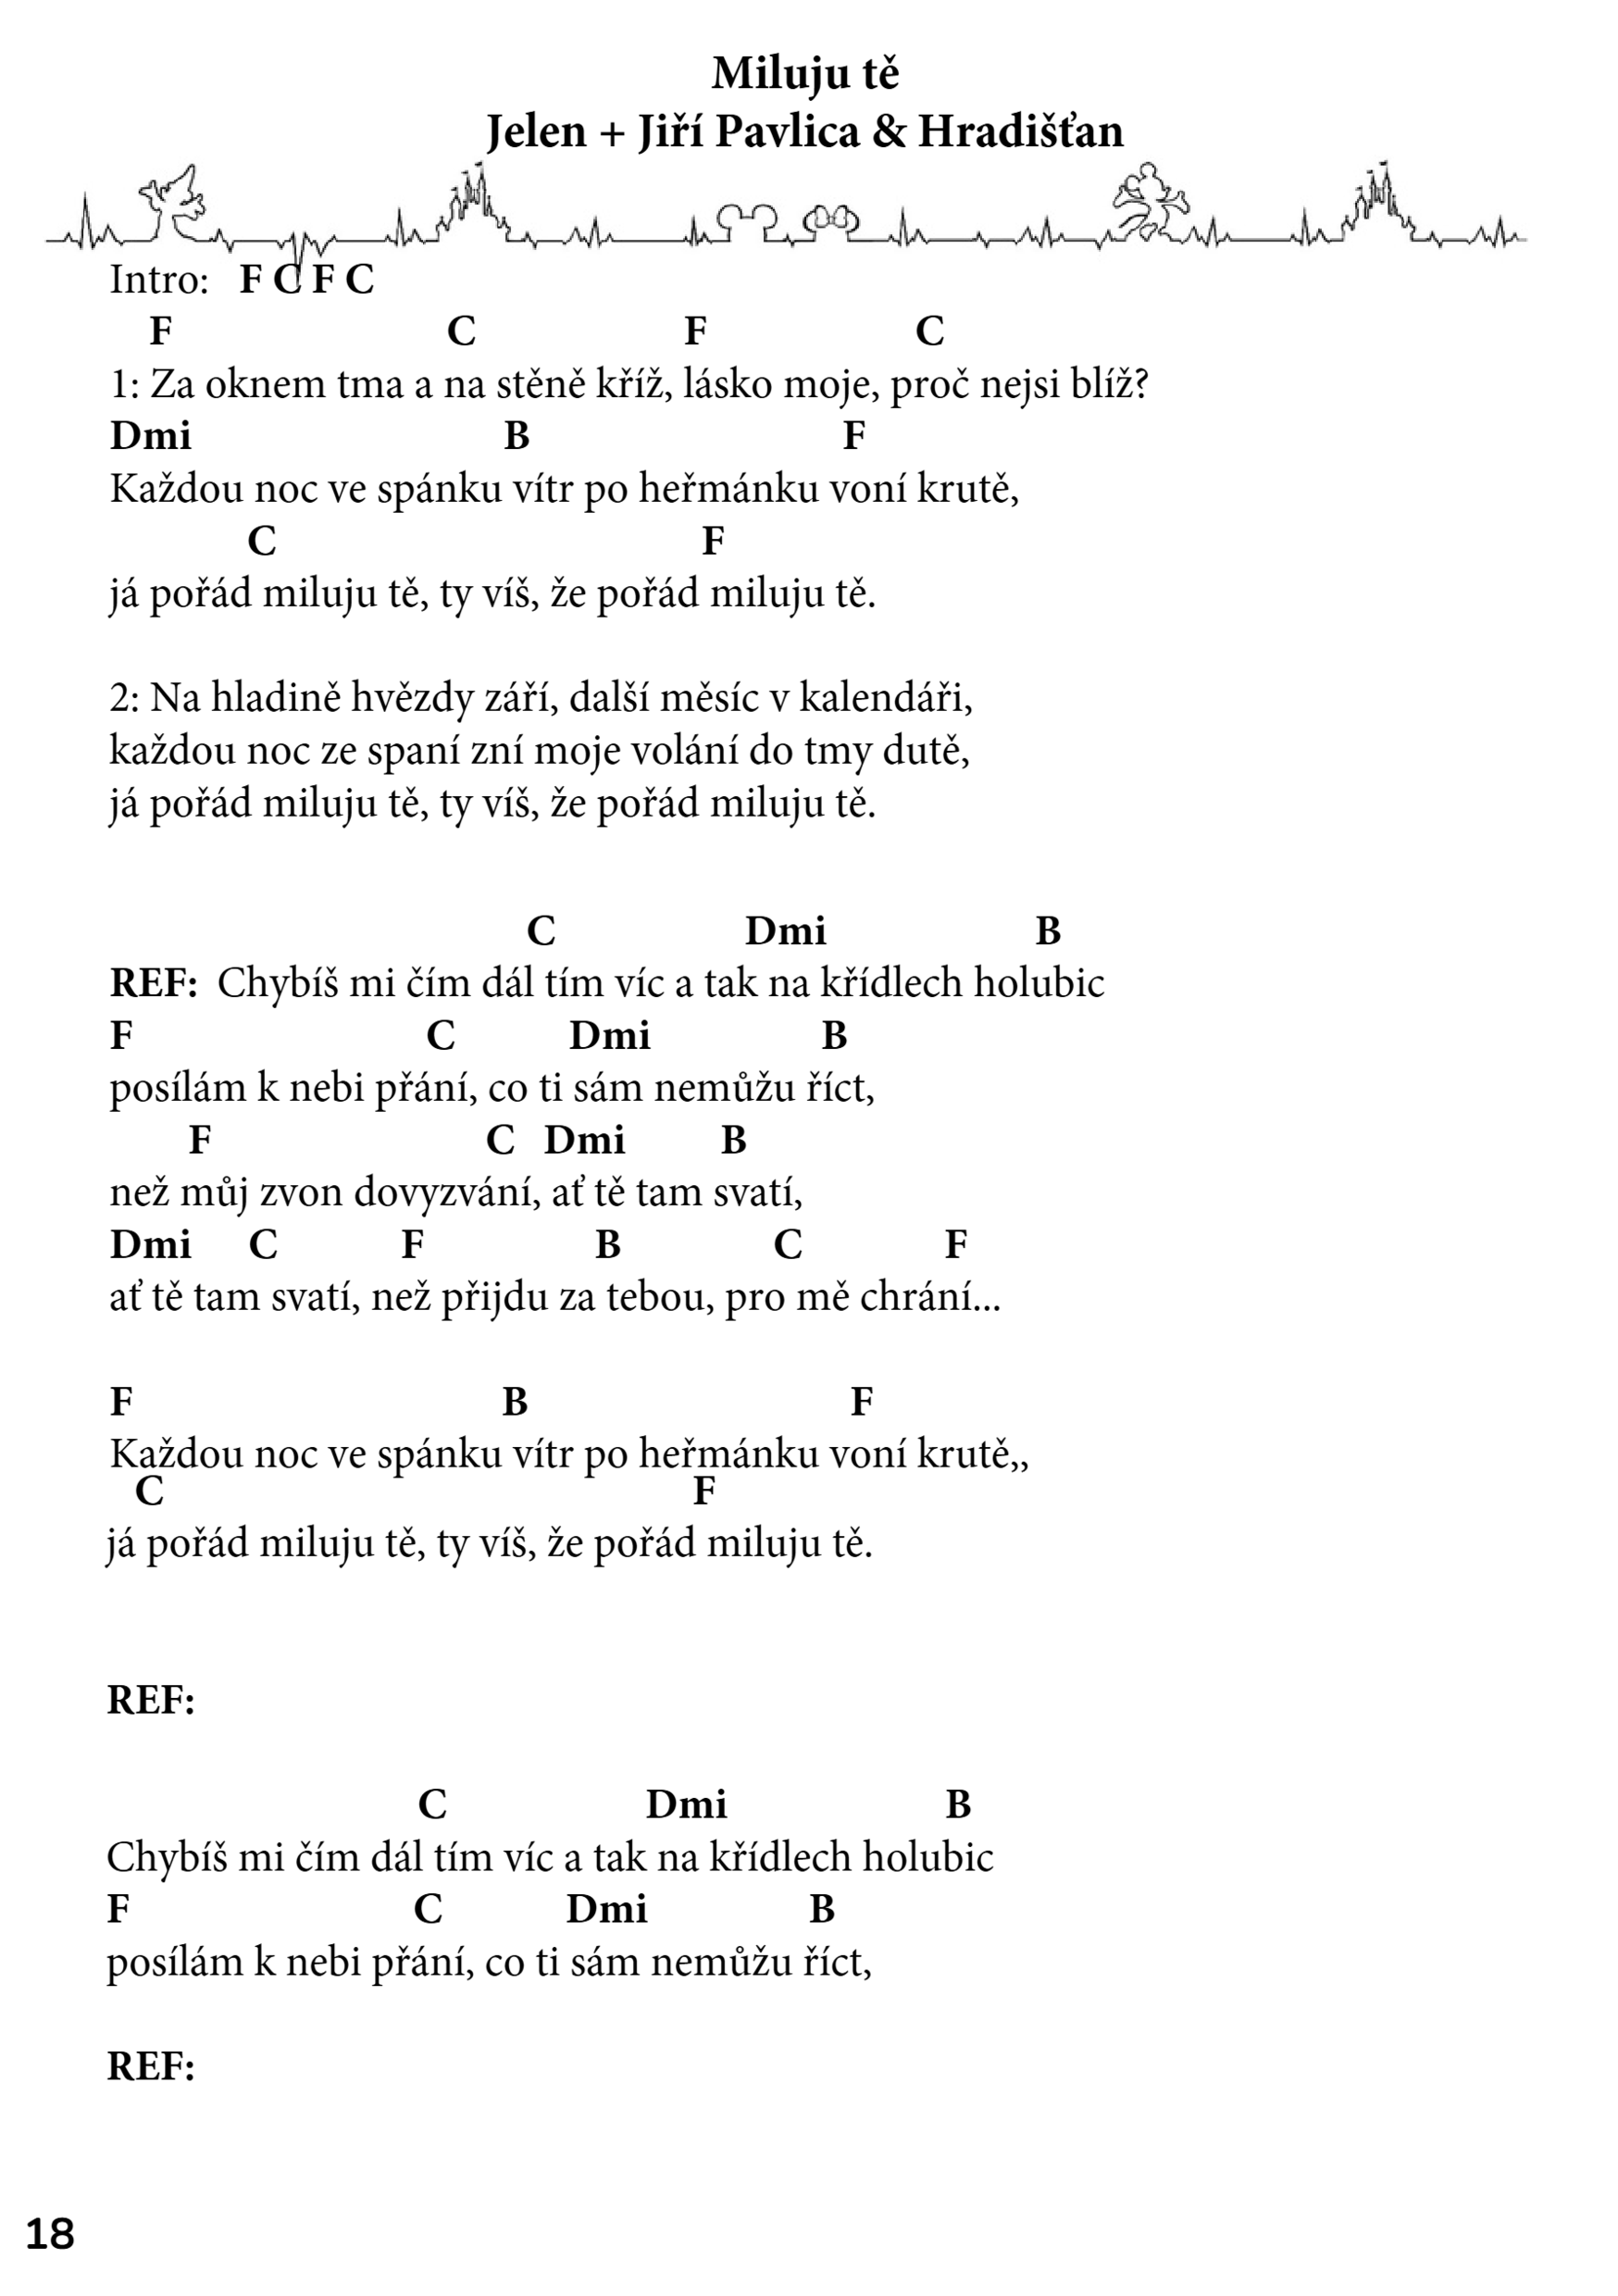 Miluju tě
Jelen + Jiří Pavlica & Hradišťan
Intro: F C F C
F C F C
1: Za oknem tma a na stěně kříž, lásko moje, proč nejsi blíž?
Dmi B F
Každou noc ve spánku vítr po heřmánku voní krutě,
C F
já pořád miluju tě, ty víš, že pořád miluju tě.
2: Na hladině hvězdy září, další měsíc v kalendáři,
každou noc ze spaní zní moje volání do tmy dutě,
já pořád miluju tě, ty víš, že pořád miluju tě.
C Dmi B
REF: Chybíš mi čím dál tím víc a tak na křídlech holubic
F C Dmi B
posílám k nebi přání, co ti sám nemůžu říct,
F C Dmi B
než můj zvon dovyzvání, ať tě tam svatí,
Dmi C F B C F
ať tě tam svatí, než přijdu za tebou, pro mě chrání...
F B F
Každou noc ve spánku vítr po heřmánku voní krutě,,
C F
já pořád miluju tě, ty víš, že pořád miluju tě.
REF:
C Dmi B
Chybíš mi čím dál tím víc a tak na křídlech holubic
F C Dmi B
posílám k nebi přání, co ti sám nemůžu říct,
REF:
18